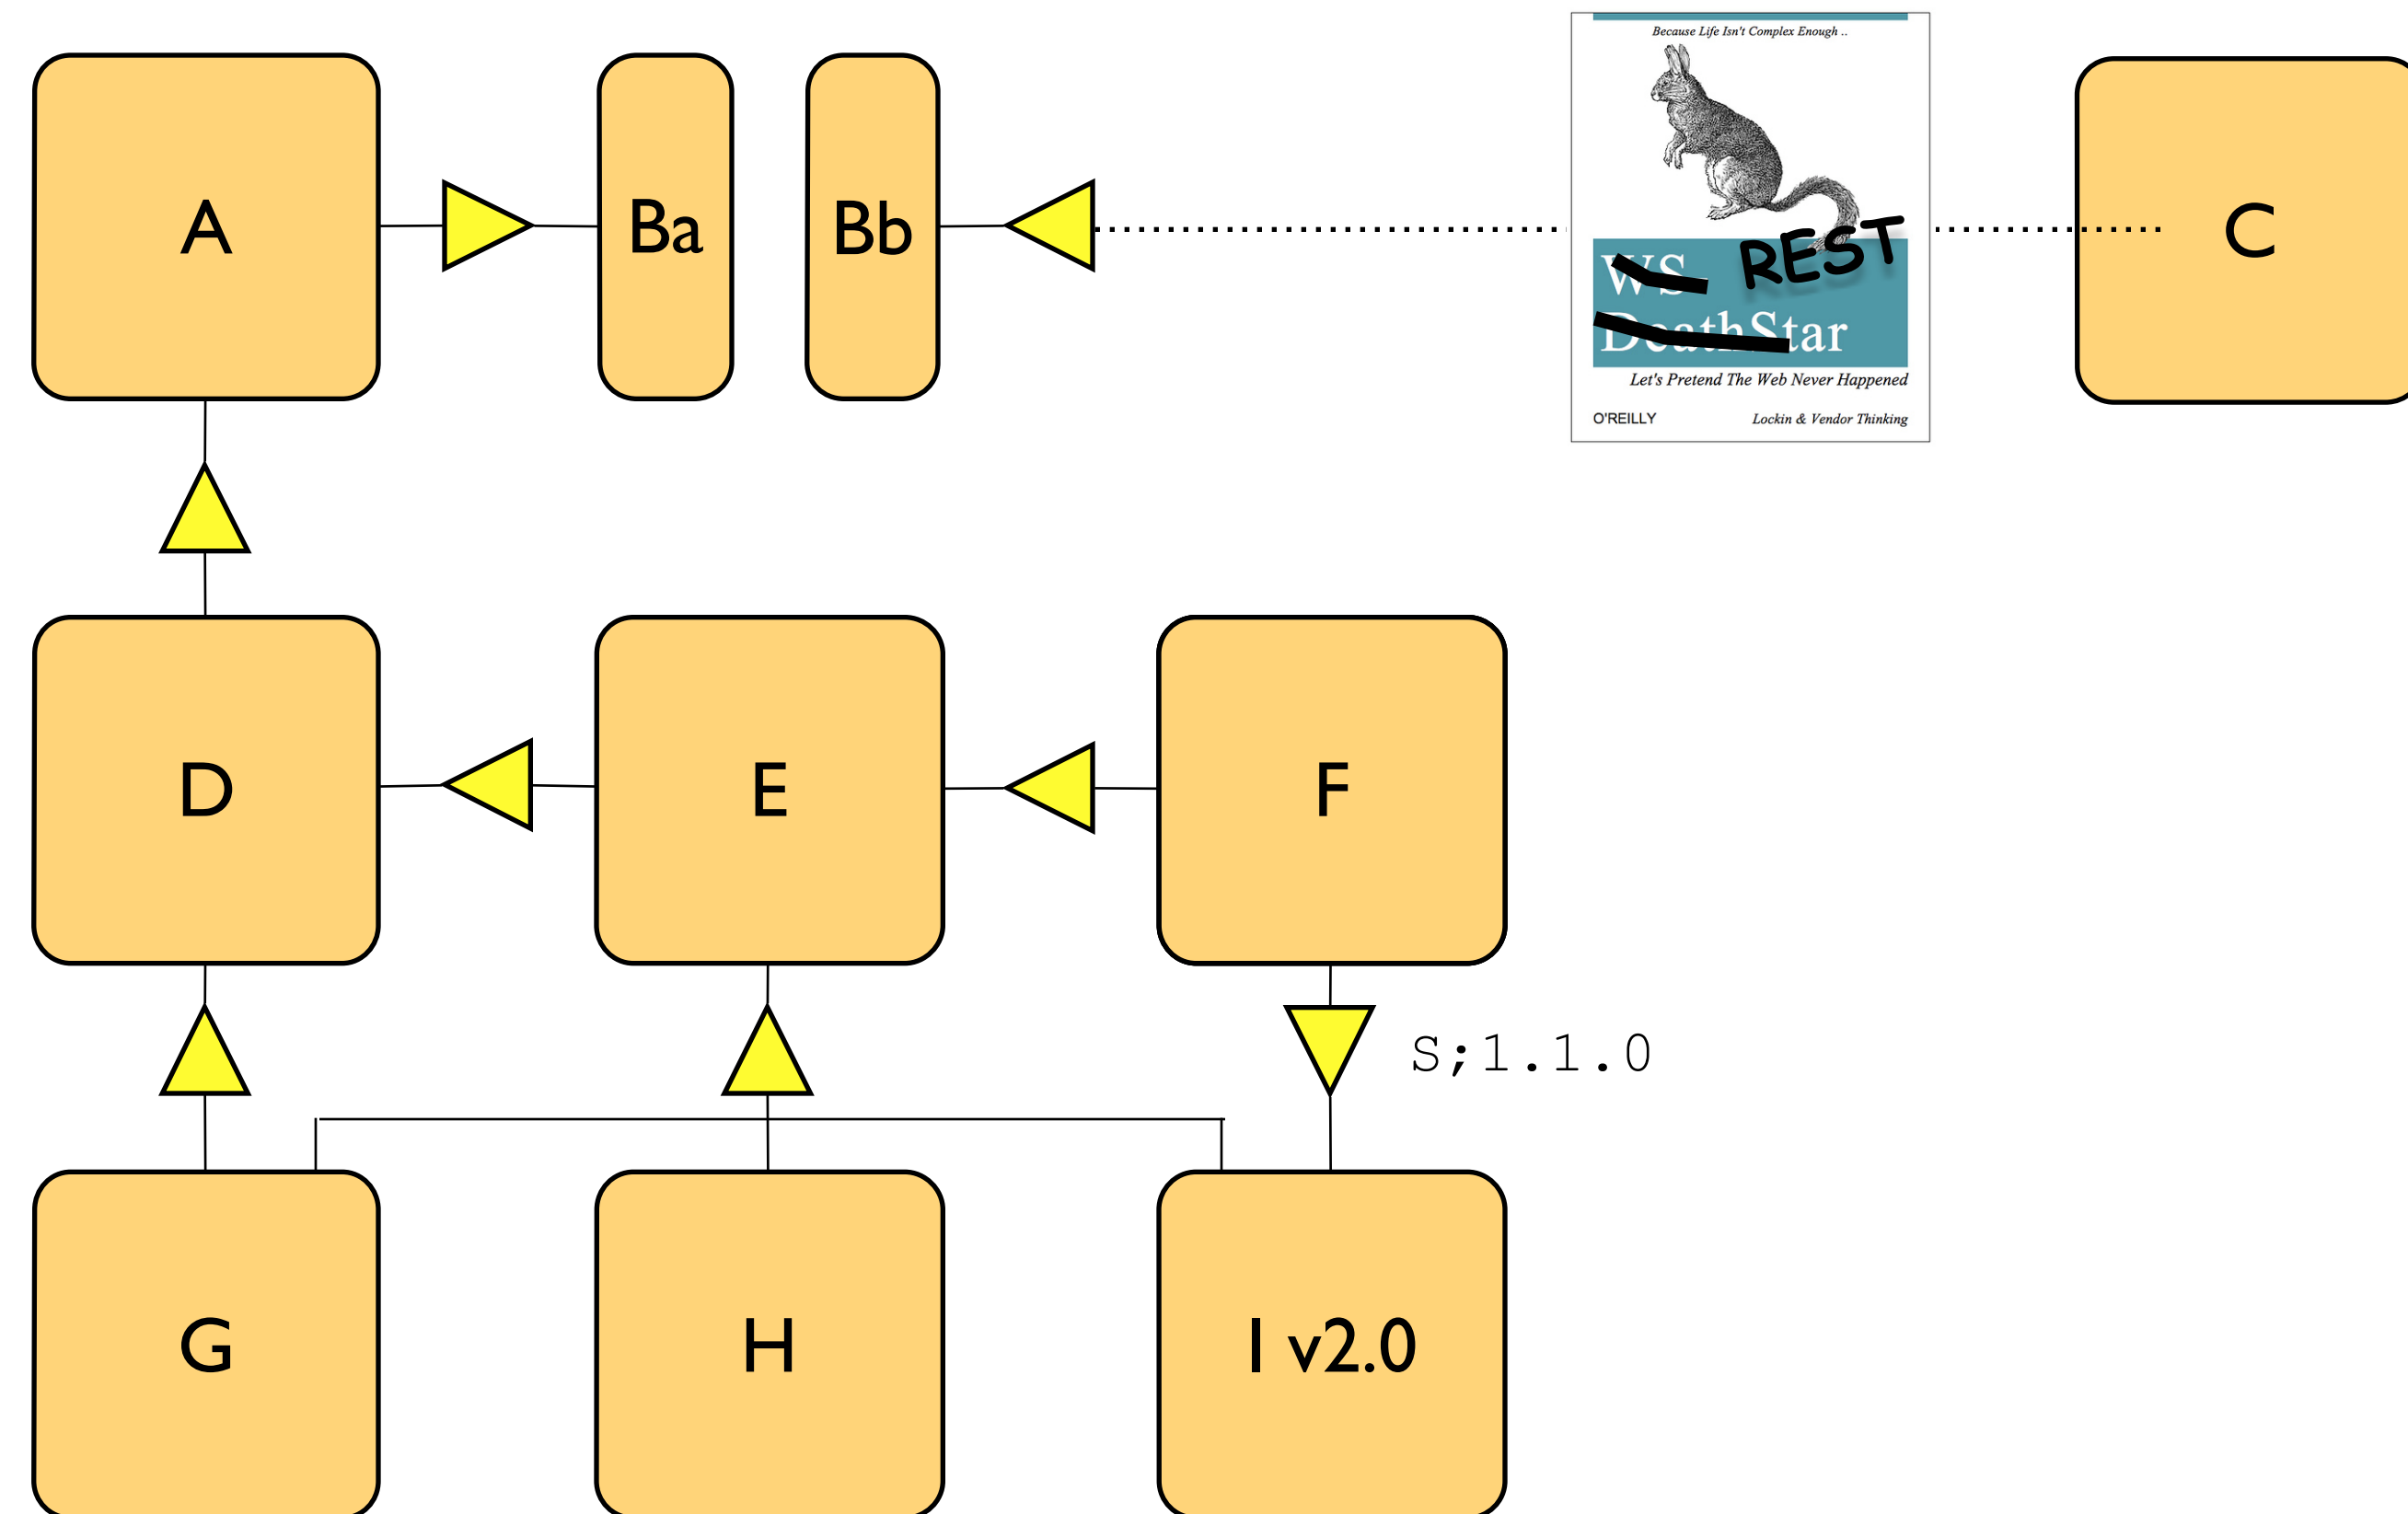 A
Ba
Bb
Because Life Isn't Complex Enough ..
WS
REST
DeathStar
Let's Pretend The Web Never Happened
O'REILLY
Lockin & Vendor Thinking
C
D
E
F
S;1.1.0
G
H
I v2.0